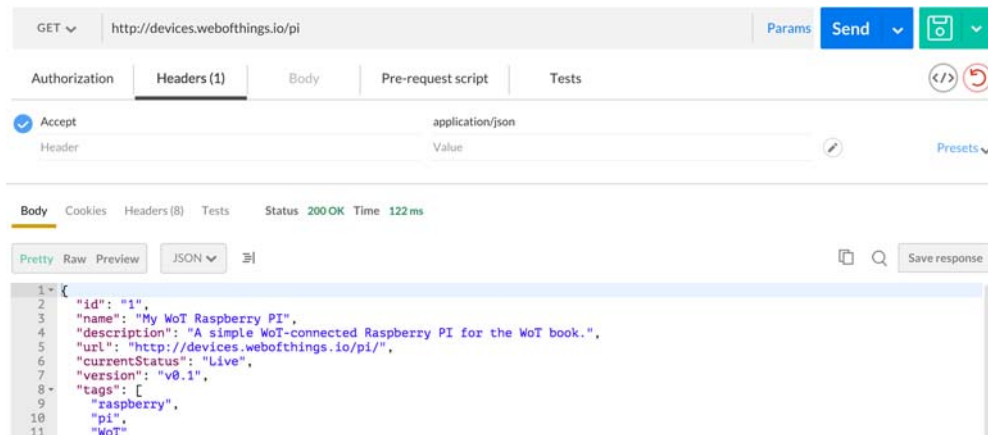 GET http://devices.webofthings.io/pi Params Send
Authorization Headers (1) Body Pre-request script Tests </>
Accept application/json
Header Value Presets
Body Cookies Headers (8) Tests Status 200 OK Time 122 ms
Pretty Raw Preview JSON Save response
1 {
2 "id": "1",
3 "name": "My WoT Raspberry PI",
4 "description": "A simple WoT-connected Raspberry PI for the WoT book.",
5 "url": "http://devices.webofthings.io/pi/",
6 "currentStatus": "Live",
7 "version": "v0.1",
8 "tags": [
9 "raspberry",
10 "pi",
11 "WoT"